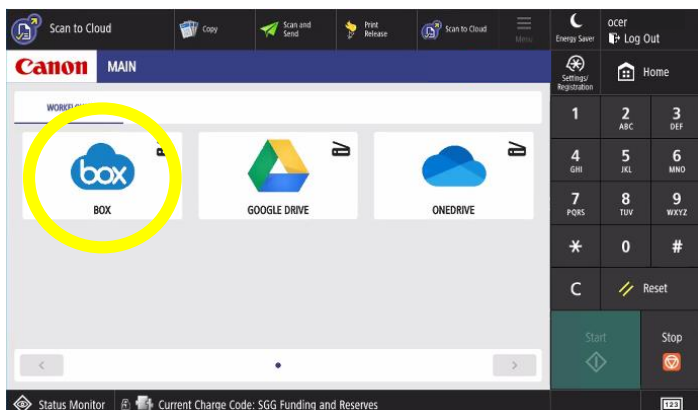 Scan to Cloud
Copy
Scan and Send
Print Release
Scan to Cloud
Menu
Energy Saver
ocer
Log Out
Canon MAIN
Settings/
Registration
Home
box
BOX
GOOGLE DRIVE
ONEDRIVE
1
2 ABC
3 DEF
4 GHI
5 JKL
6 MNO
7 PQRS
8 TUV
9 WXYZ
* 0 #
C
Reset
Start
Stop
Status Monitor
Current Charge Code: SGG Funding and Reserves
123